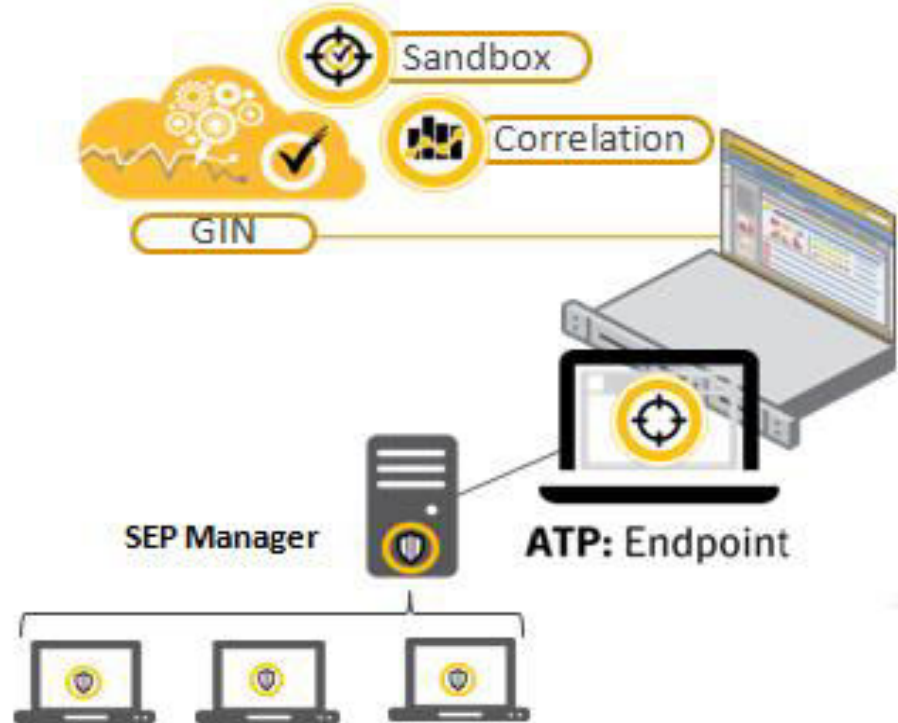 Sandbox
Correlation
GIN
SEP Manager
ATP: Endpoint